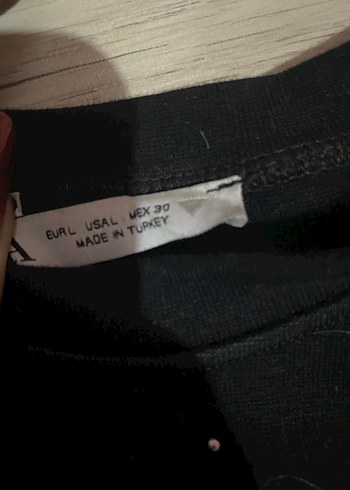 A
EUR L USA L MEX 30
MADE IN TURKEY